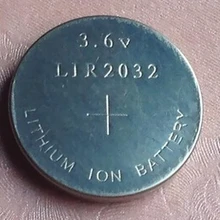 3.6v
LIR2032
+
LITHIUM ION BATTERY